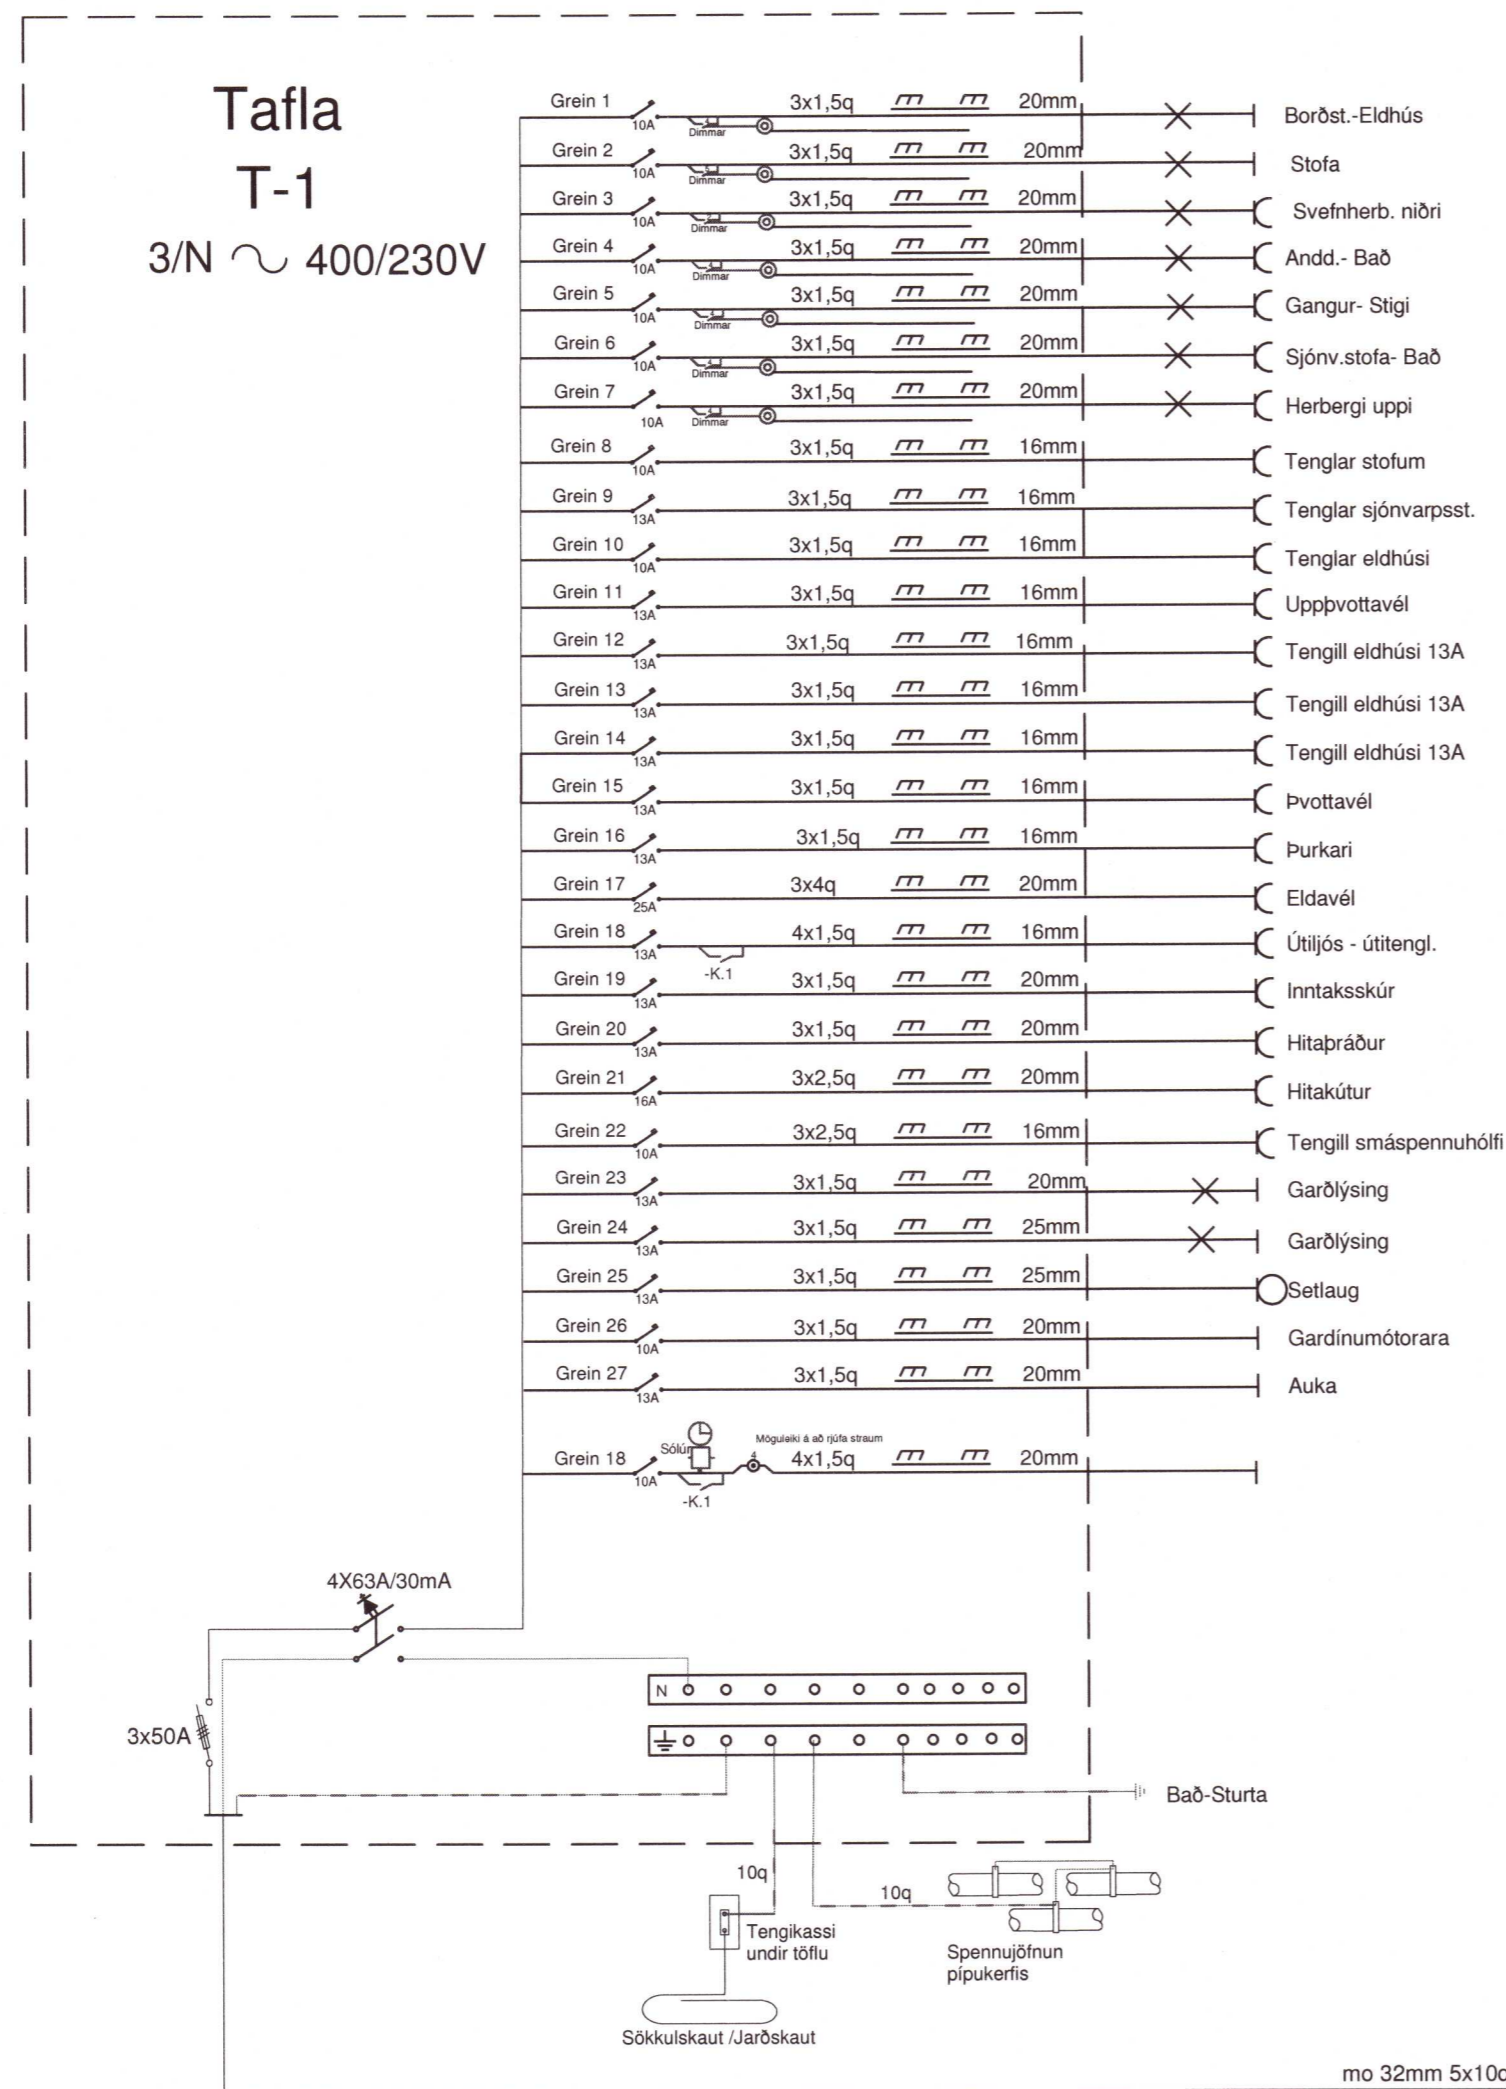 Tafla
T-1
3/N 400/230V
Grein 1 10A Dimmar 3x1,5q 20mm Borðst.-Eldhús
Grein 2 10A Dimmar 3x1,5q 20mm Stofa
Grein 3 10A Dimmar 3x1,5q 20mm Svefnherb. niðri
Grein 4 10A Dimmar 3x1,5q 20mm Andd.- Bað
Grein 5 10A Dimmar 3x1,5q 20mm Gangur- Stigi
Grein 6 10A Dimmar 3x1,5q 20mm Sjónv.stofa- Bað
Grein 7 10A Dimmar 3x1,5q 20mm Herbergi uppi
Grein 8 10A 3x1,5q 16mm Tenglar stofum
Grein 9 13A 3x1,5q 16mm Tenglar sjónvarpsst.
Grein 10 10A 3x1,5q 16mm Tenglar eldhúsi
Grein 11 13A 3x1,5q 16mm Uppþvottavél
Grein 12 13A 3x1,5q 16mm Tengill eldhúsi 13A
Grein 13 13A 3x1,5q 16mm Tengill eldhúsi 13A
Grein 14 13A 3x1,5q 16mm Tengill eldhúsi 13A
Grein 15 13A 3x1,5q 16mm Þvottavél
Grein 16 13A 3x1,5q 16mm Þurkari
Grein 17 25A 3x4q 20mm Eldavél
Grein 18 13A -K.1 4x1,5q 16mm Útiljós - útitengl.
Grein 19 13A 3x1,5q 20mm Inntaksskúr
Grein 20 13A 3x1,5q 20mm Hitaþráður
Grein 21 16A 3x2,5q 20mm Hitakútur
Grein 22 10A 3x2,5q 16mm Tengill smáspennuhólfi
Grein 23 13A 3x1,5q 20mm Garðlýsing
Grein 24 13A 3x1,5q 25mm Garðlýsing
Grein 25 13A 3x1,5q 25mm Setlaug
Grein 26 10A 3x1,5q 20mm Gardínumótorara
Grein 27 13A 3x1,5q 20mm Auka
Möguleiki á að rjúfa straum
Grein 18 10A Sólúr -K.1 4 4x1,5q 20mm
4X63A/30mA
N
3x50A
Bað-Sturta
10q
10q
Tengikassi
undir töflu
Spennujöfnun
pípukerfis
Sökkulskaut /Jarðskaut
mo 32mm 5x10q